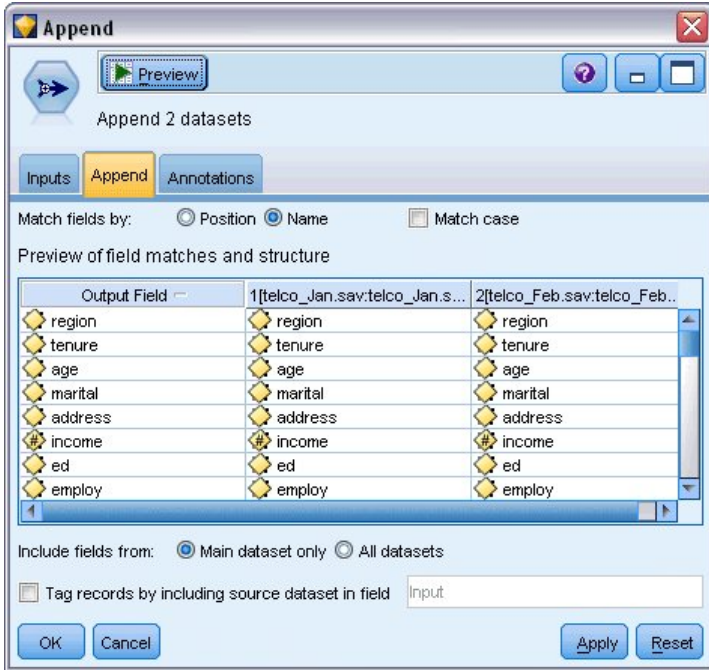 Append
Preview
Append 2 datasets
Inputs Append Annotations
Match fields by: Position Name Match case
Preview of field matches and structure
Output Field 1[telco_Jan.sav:telco_Jan.s... 2[telco_Feb.sav:telco_Feb..
region region region
tenure tenure tenure
age age age
marital marital marital
address address address
# income # income # income
ed ed ed
employ employ employ
Include fields from: Main dataset only All datasets
Tag records by including source dataset in field Input
OK Cancel Apply Reset